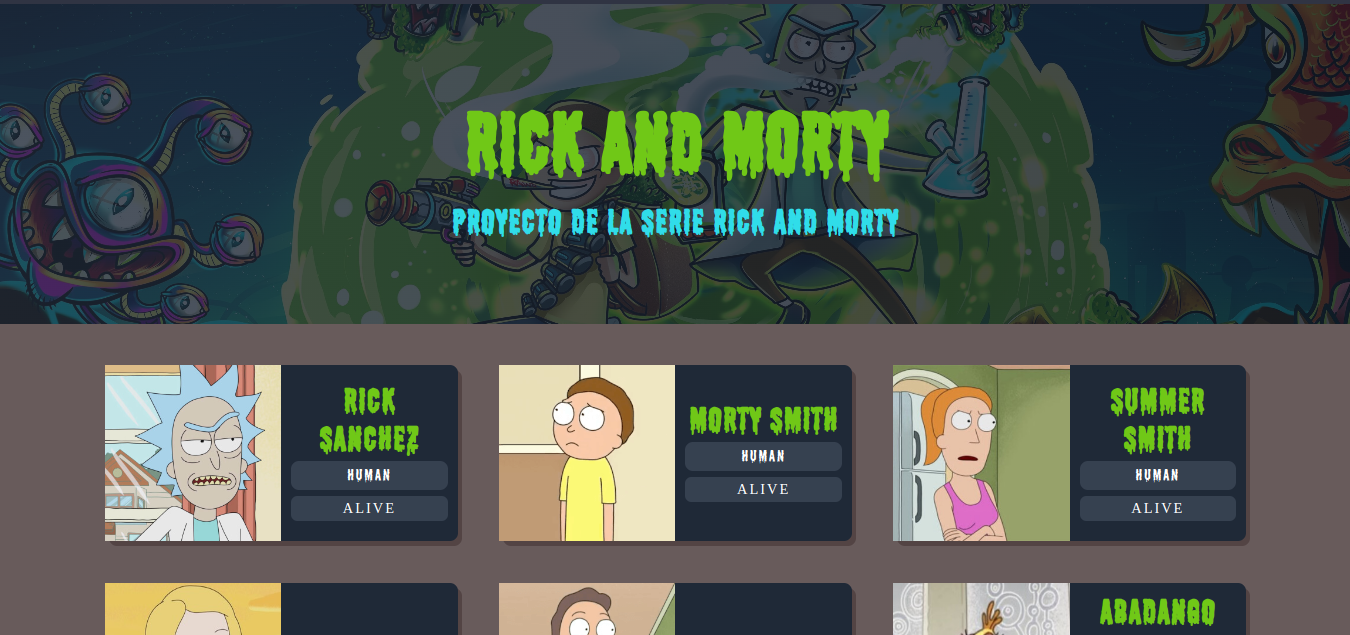 RICK AND MORTY
PROYECTO DE LA SERIE RICK AND MORTY
RICK
SANCHEZ
HUMAN
ALIVE
MORTY SMITH
HUMAN
ALIVE
SUMMER
SMITH
HUMAN
ALIVE
ABADANGO